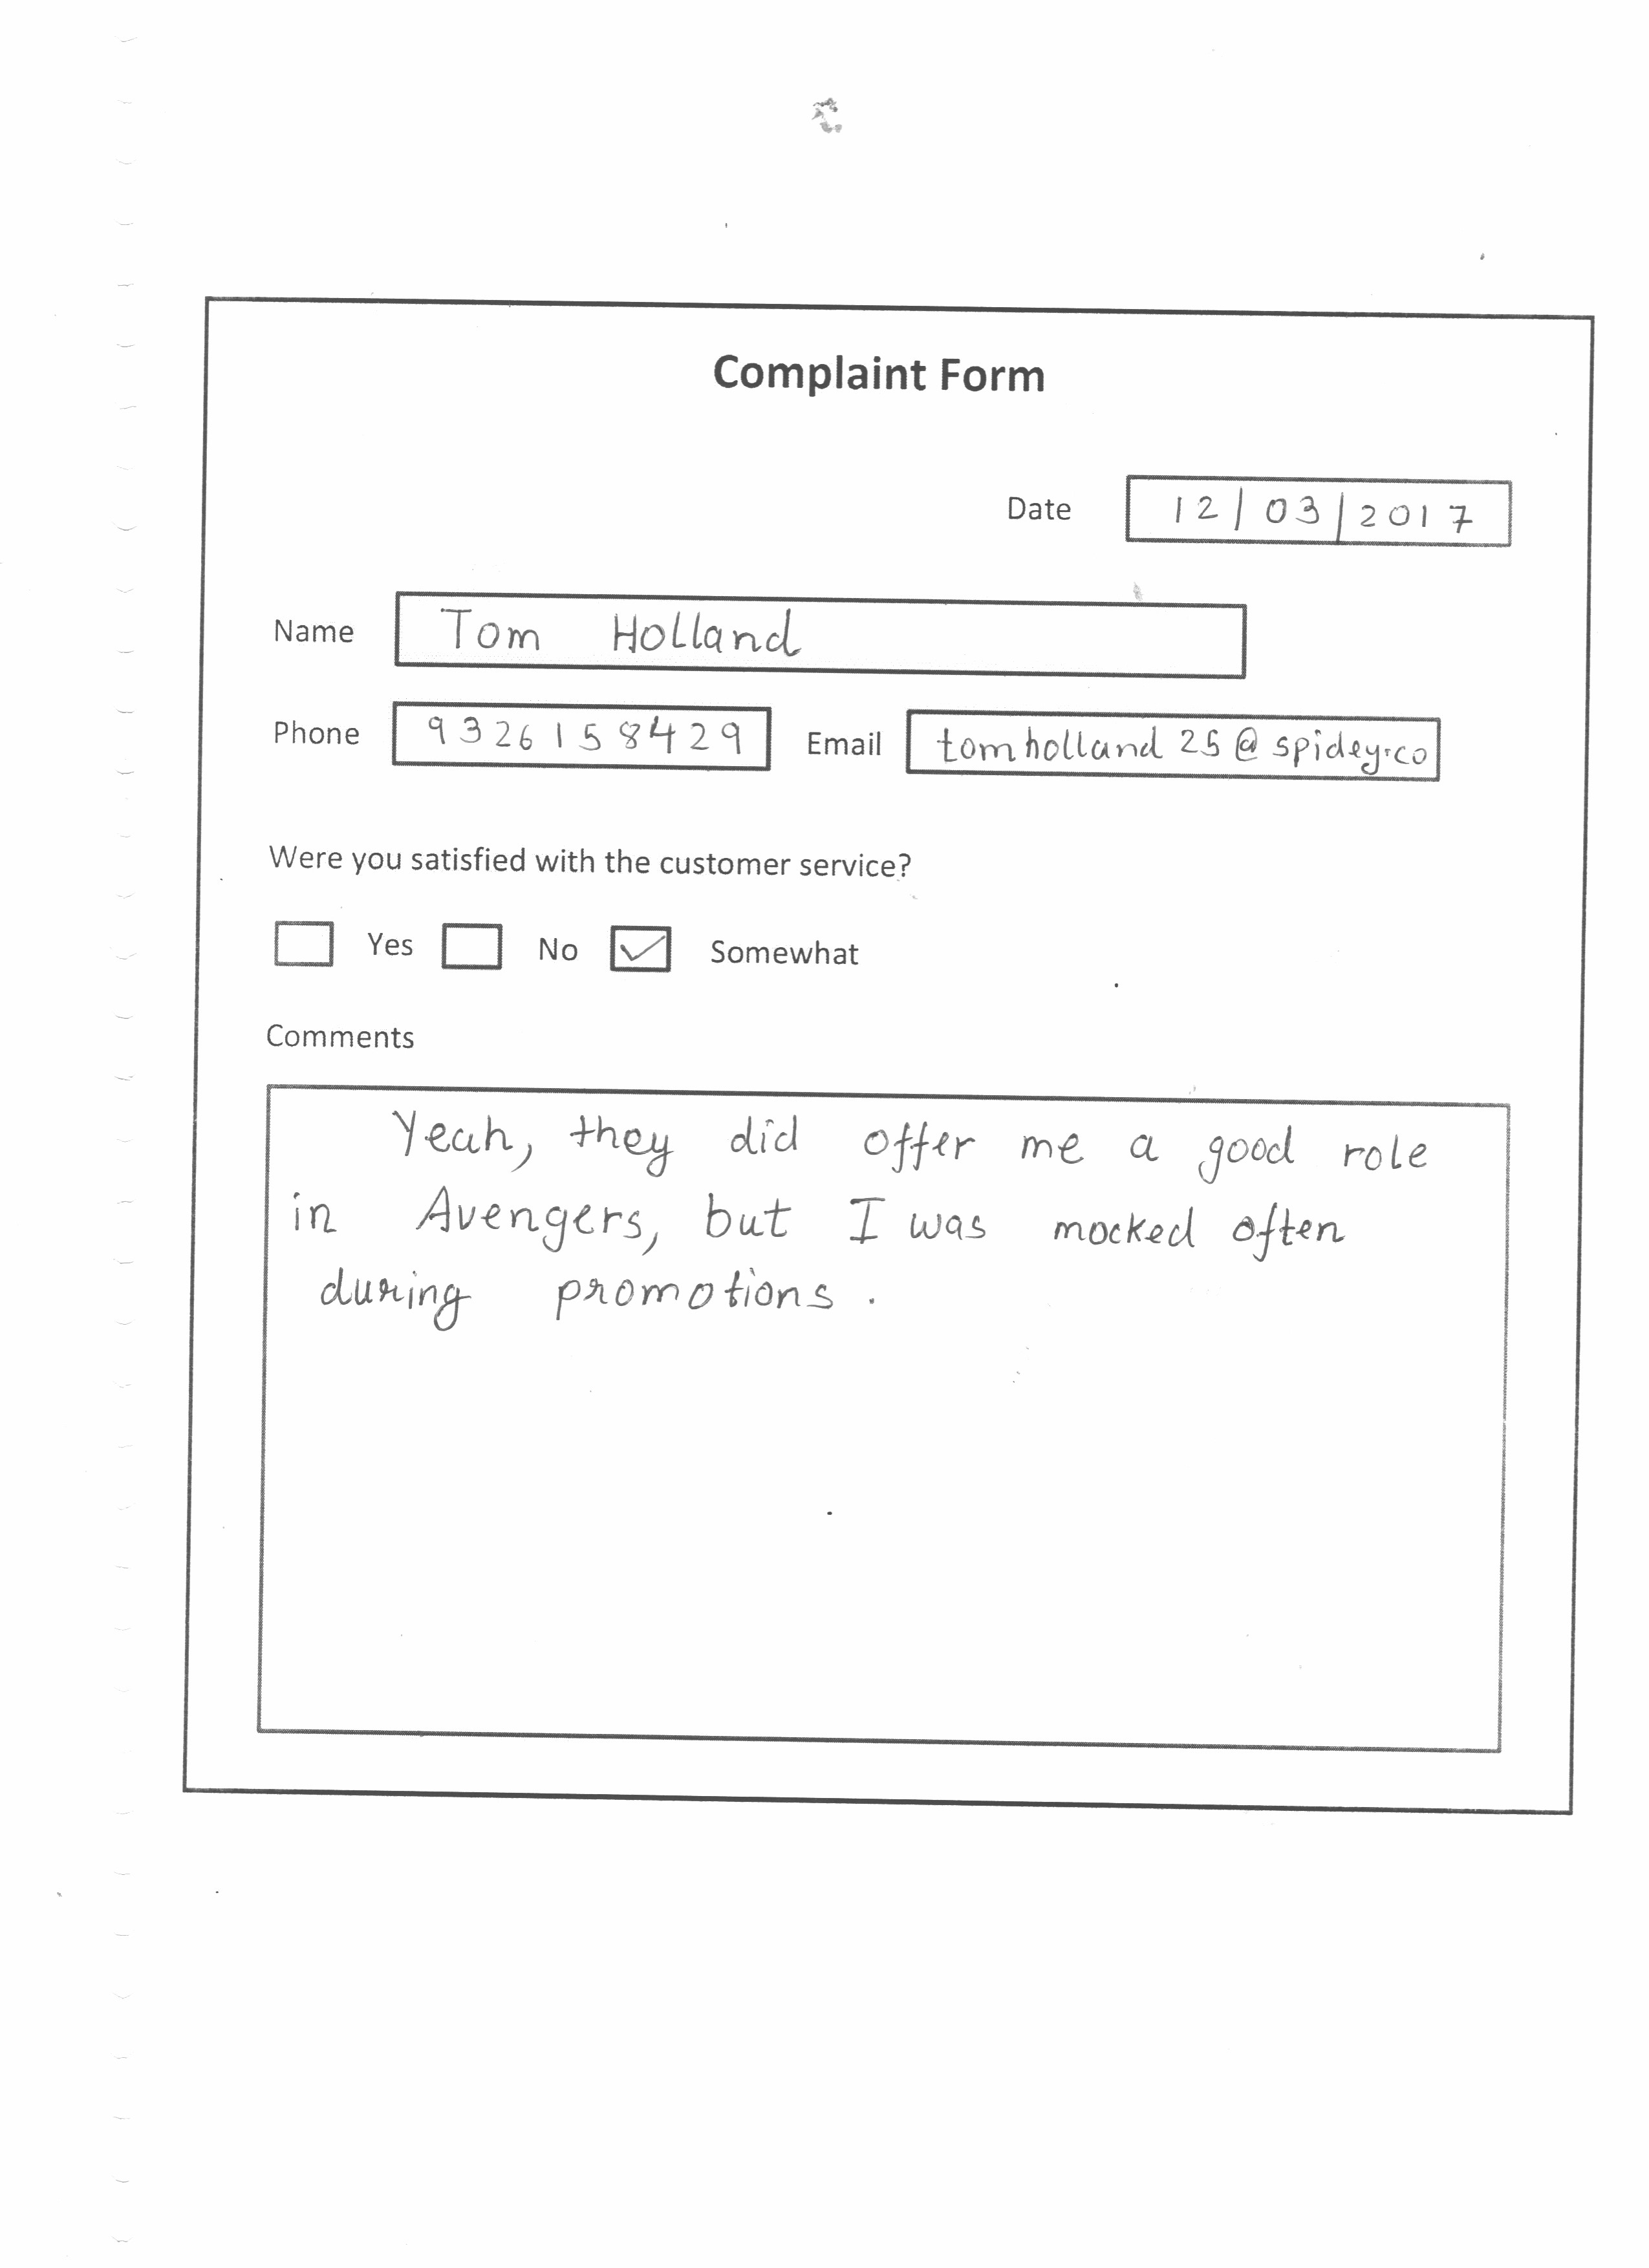 Complaint Form
Date 12/03/2017
Name Tom Holland
Phone 9326158429 Email tomholland25@spidey.co
Were you satisfied with the customer service?
Yes No Somewhat
Comments
Yeah, they did offer me a good role
in Avengers, but I was mocked often
during promotions.